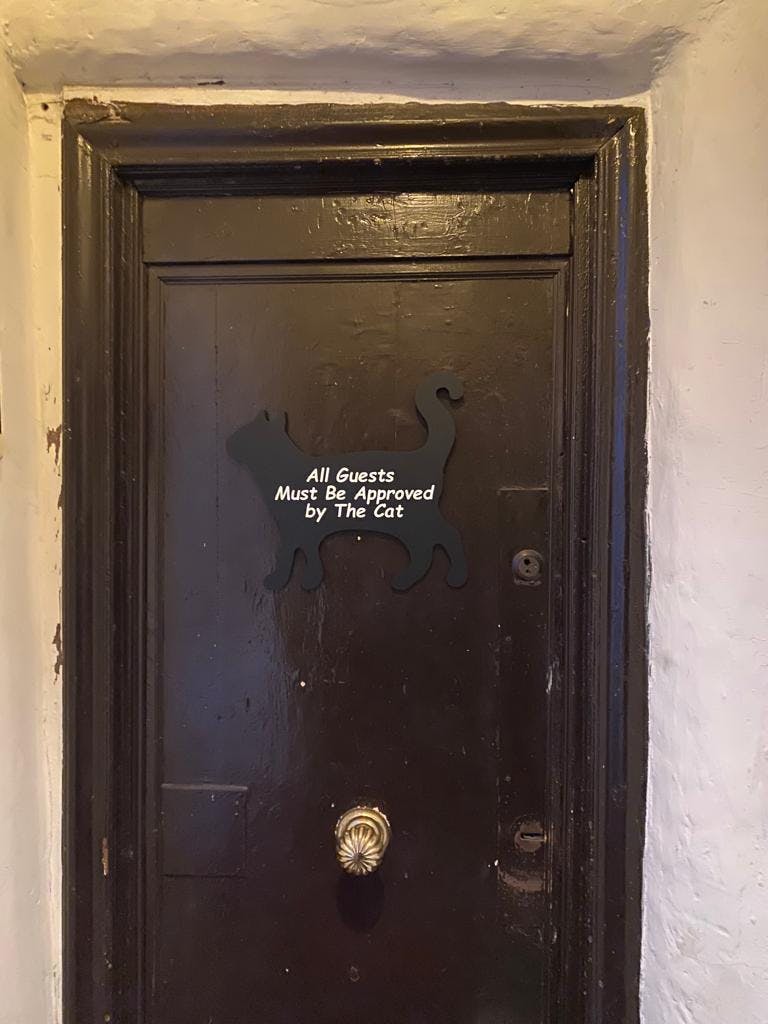 All Guests
Must Be Approved
by The Cat